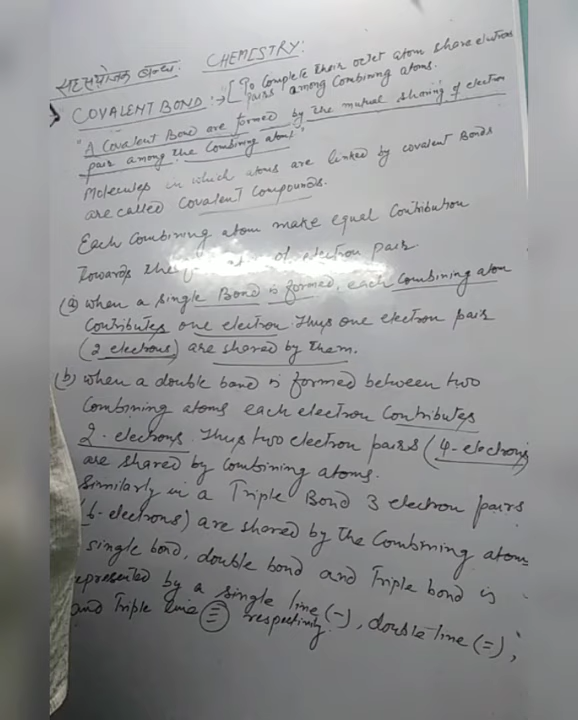 सहसंयोजक बन्ध: CHEMISTRY:
COVALENT BOND :→ [To Complete their octet atom share electron
pairs among Combining atoms.
"A Covalent Bond are formed by the mutual sharing of electron
pair among the Combining atoms"
Molecules in which atoms are linked by covalent Bonds
are called Covalent Compounds.
Each Combining atom make equal Contribution
Towards the of electron pair
(a) when a single Bond is formed, each Combining atom
Contributes one electron. Thus one electron pair
(2 electrons) are shared by them.
(b) when a double bond is formed between two
Combining atoms each electron Contributes
2-electrons. Thus two electron pairs (4-electrons)
are shared by combining atoms.
Similarly in a Triple Bond 3 electron pairs
(6-electrons) are shared by the Combining atoms
single bond, double bond and Triple bond is
epresented by a single line (-), double line (=),
and Triple line (≡) respectivity.